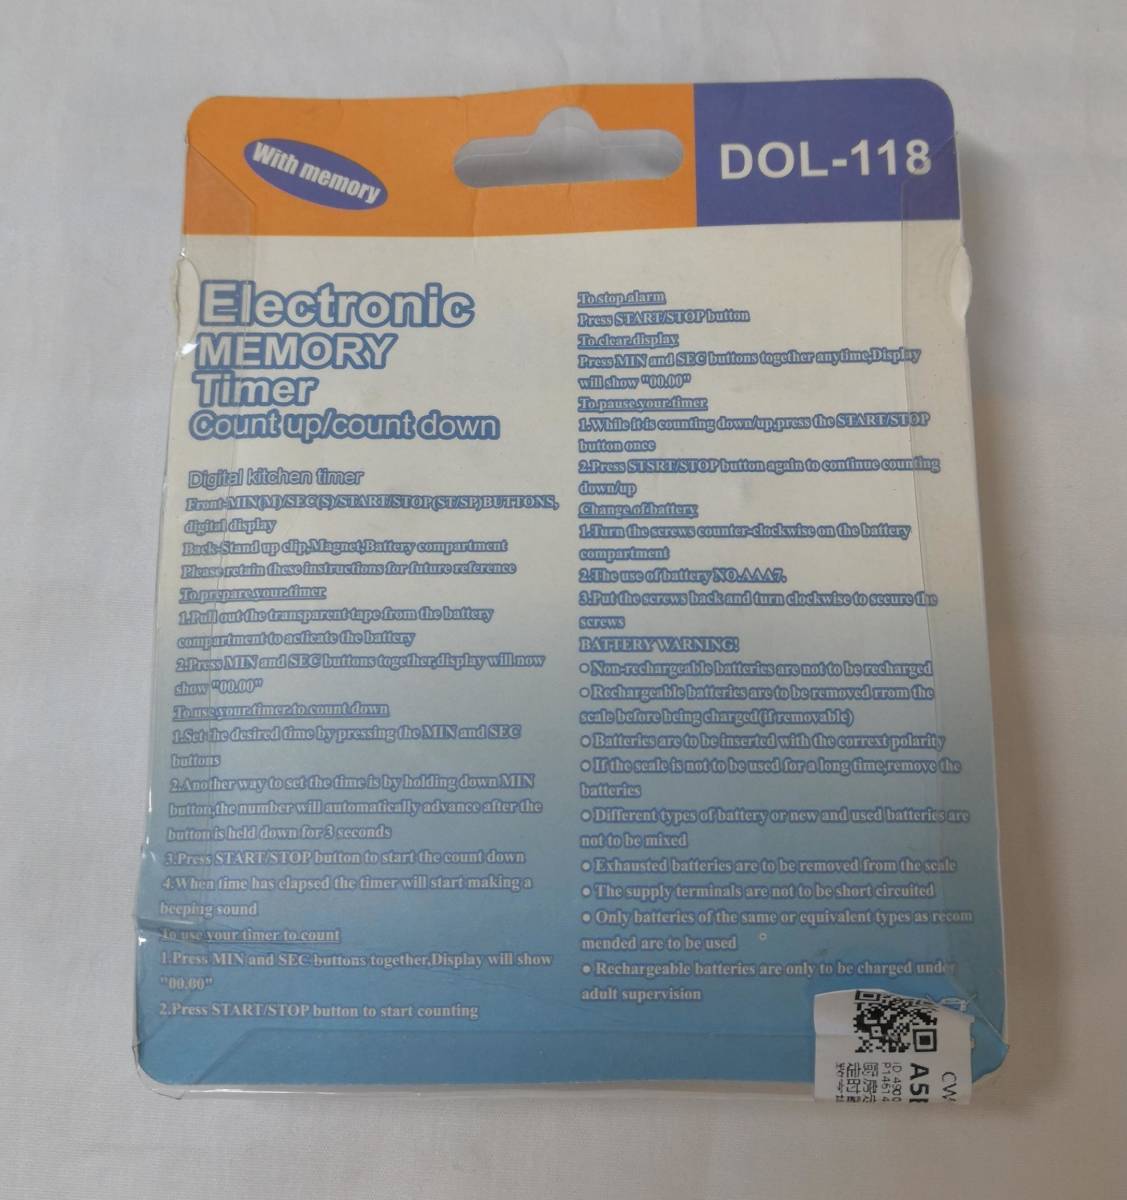 With memory
DOL-118
Electronic
MEMORY
Timer
Count up/count down
Digital kitchen timer
Front-MIN(M)/SEC(S)/START/STOP(ST/SP)BUTTONS,
digital display
Back-Stand up clip,Magnet,Battery compartment
Please retain these instructions for future reference
To prepare your timer
1.Pull out the transparent tape from the battery
compartment to acticate the battery
2.Press MIN and SEC buttons together,display will now
show "00.00"
To use your timer to count down
1.Set the desired time by pressing the MIN and SEC
buttons
2.Another way to set the time is by holding down MIN
button,the number will automatically advance after the
button is held down for 3 seconds
3.Press START/STOP button to start the count down
4.When time has elapsed the timer will start making a
beeping sound
To use your timer to count
1.Press MIN and SEC buttons together,Display will show
"00.00"
2.Press START/STOP button to start counting
To stop alarm
Press START/STOP button
To clear display
Press MIN and SEC buttons together anytime,Display
will show "00.00"
To pause your timer
1.While it is counting down/up,press the START/STOP
button once
2.Press STSRT/STOP button again to continue counting
down/up
Change of battery
1.Turn the screws counter-clockwise on the battery
compartment
2.The use of battery NO.AAA7.
3.Put the screws back and turn clockwise to secure the
screws
BATTERY WARNING!
• Non-rechargeable batteries are not to be recharged
• Rechargeable batteries are to be removed rrom the
scale before being charged(if removable)
• Batteries are to be inserted with the corrext polarity
• If the scale is not to be used for a long time,remove the
batteries
• Different types of battery or new and used batteries are
not to be mixed
• Exhausted batteries are to be removed from the scale
• The supply terminals are not to be short circuited
• Only batteries of the same or equivalent types as recom
mended are to be used
• Rechargeable batteries are only to be charged under
adult supervision